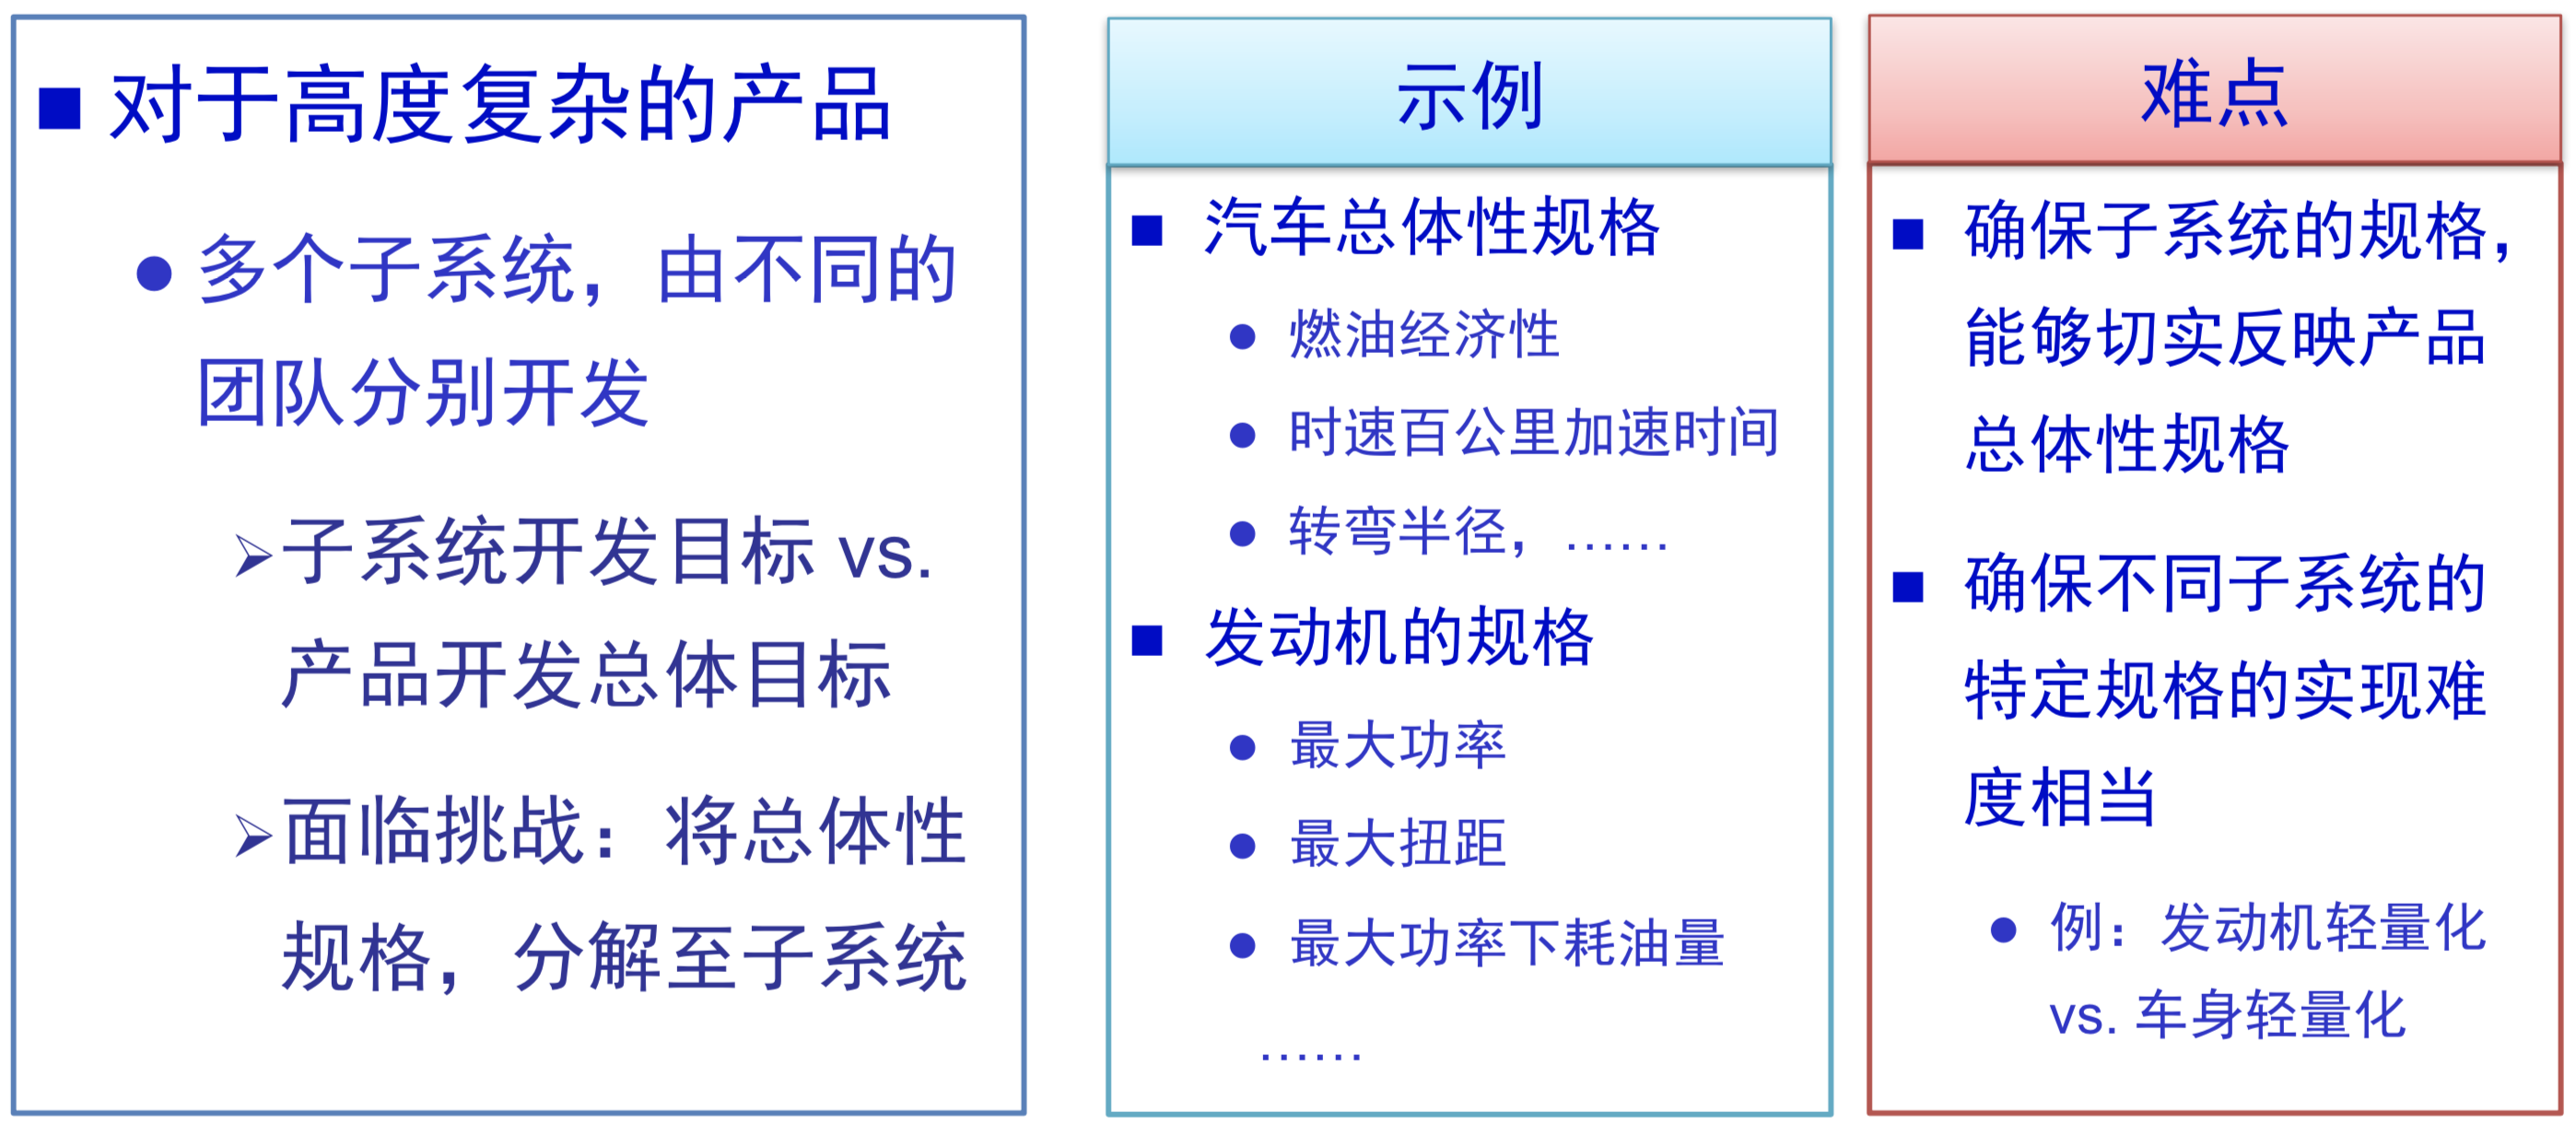 ■ 对于高度复杂的产品
● 多个子系统，由不同的
团队分别开发
➢子系统开发目标 vs.
产品开发总体目标
➢面临挑战：将总体性
规格，分解至子系统
示例
■ 汽车总体性规格
● 燃油经济性
● 时速百公里加速时间
● 转弯半径，……
■ 发动机的规格
● 最大功率
● 最大扭距
● 最大功率下耗油量
……
难点
■ 确保子系统的规格，
能够切实反映产品
总体性规格
■ 确保不同子系统的
特定规格的实现难
度相当
● 例：发动机轻量化
vs. 车身轻量化